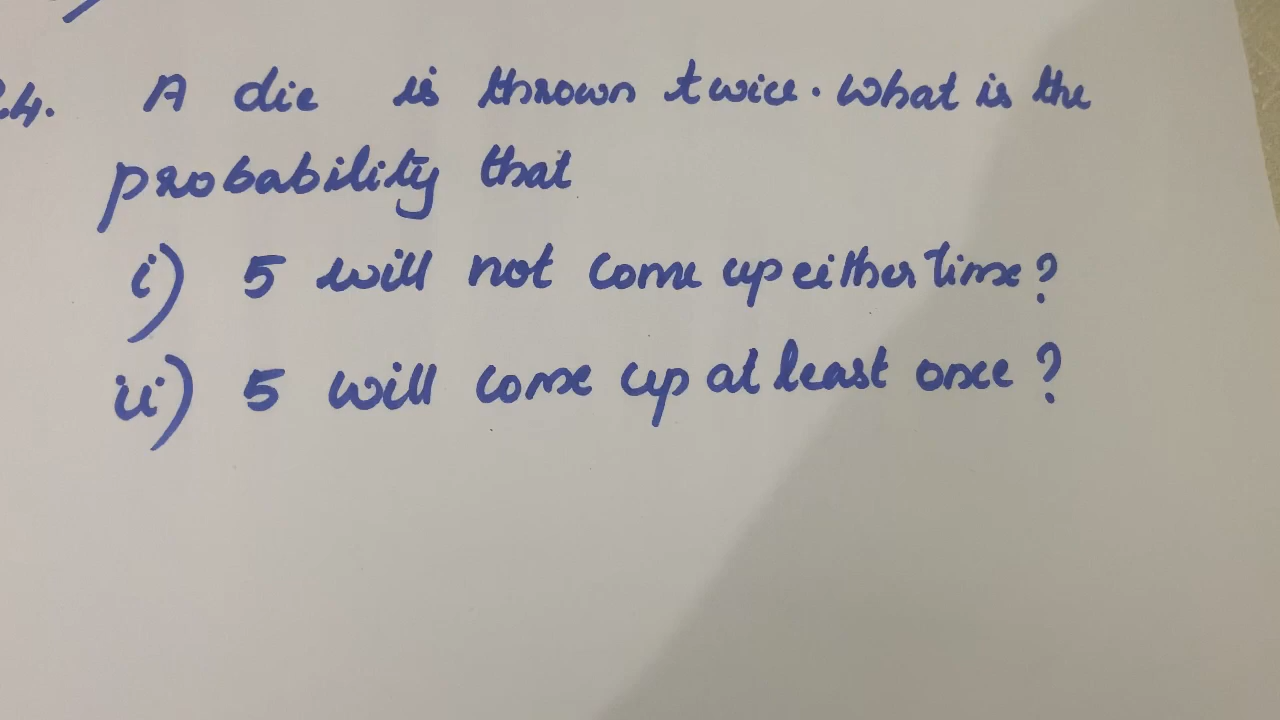 .4. A die is thrown twice. What is the
probability that
i) 5 will not come up either time?
ii) 5 will come up at least once?